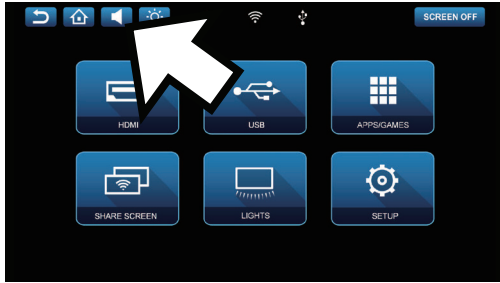 SCREEN OFF
HDMI
USB
APPS/GAMES
SHARE SCREEN
LIGHTS
SETUP